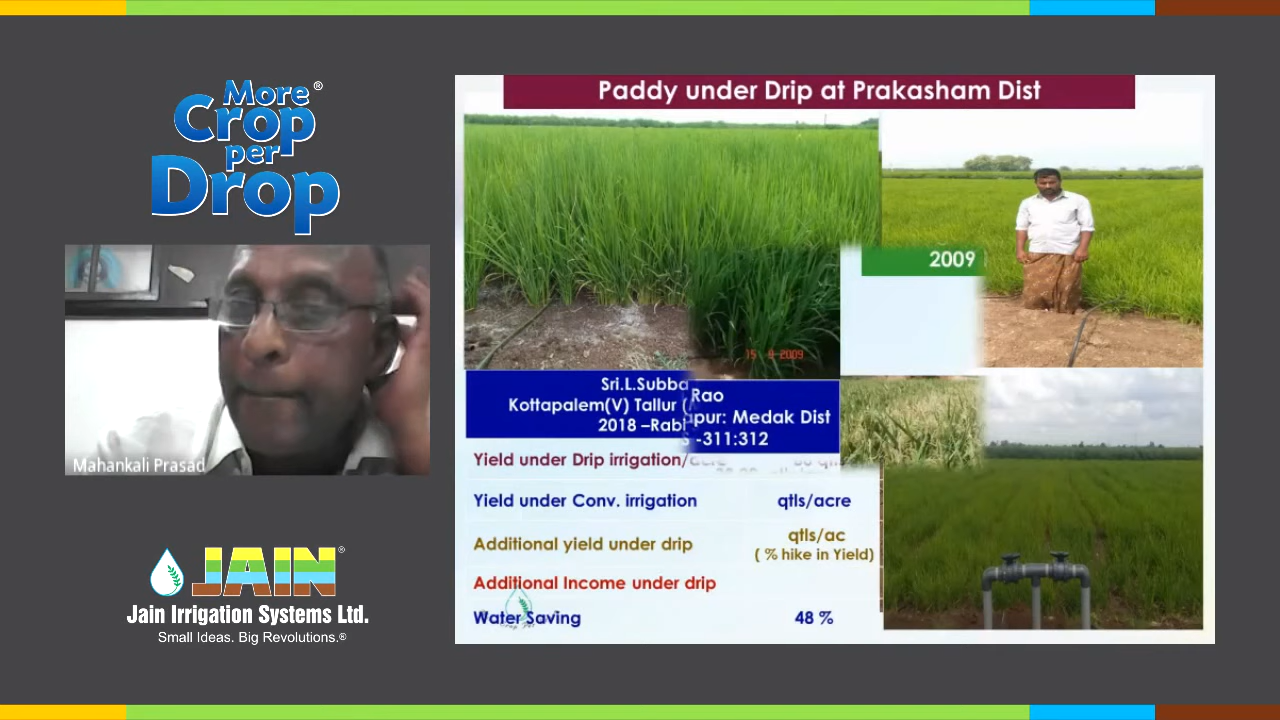 More
Crop
per
Drop
®
Mahankali Prasad
JAIN
®
Jain Irrigation Systems Ltd.
Small Ideas. Big Revolutions.®
Paddy under Drip at Prakasham Dist
2009
15 9 2009
Sri.L.Subba Rao
Kottapalem(V) Tallur ( pur: Medak Dist
2018 –Rabi -311:312
Yield under Drip irrigation/acre
Yield under Conv. irrigation qtls/acre
Additional yield under drip qtls/ac
( % hike in Yield)
Additional Income under drip
Water Saving 48 %